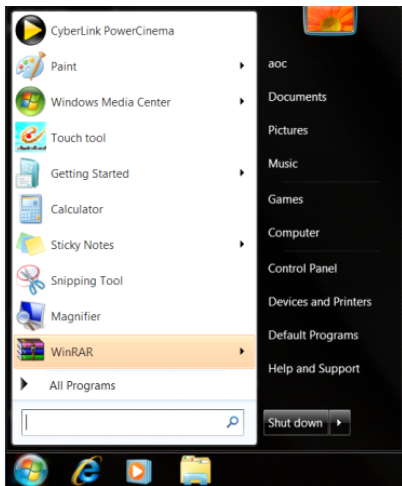 CyberLink PowerCinema
Paint
Windows Media Center
Touch tool
Getting Started
Calculator
Sticky Notes
Snipping Tool
Magnifier
WinRAR
All Programs
aoc
Documents
Pictures
Music
Games
Computer
Control Panel
Devices and Printers
Default Programs
Help and Support
Shut down